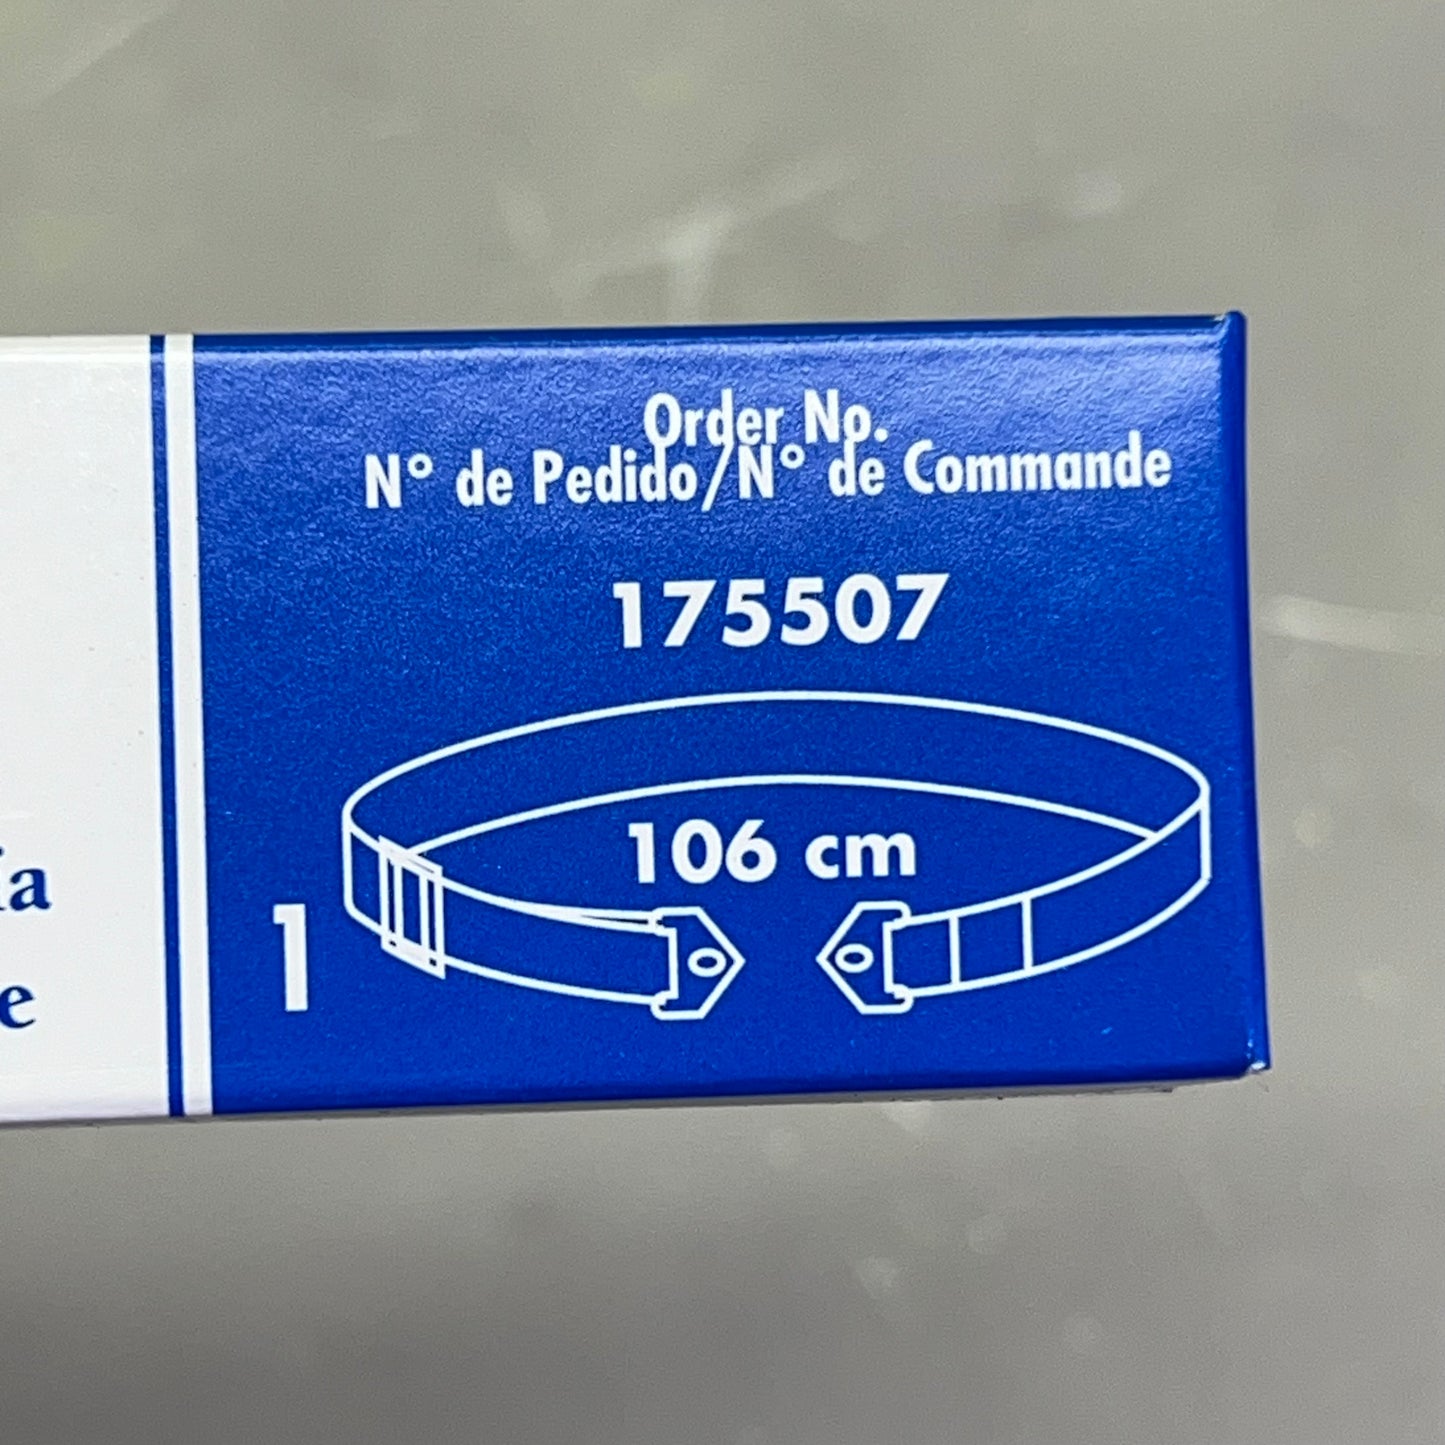 Order No.
N° de Pedido/N° de Commande
175507
106 cm
1
e